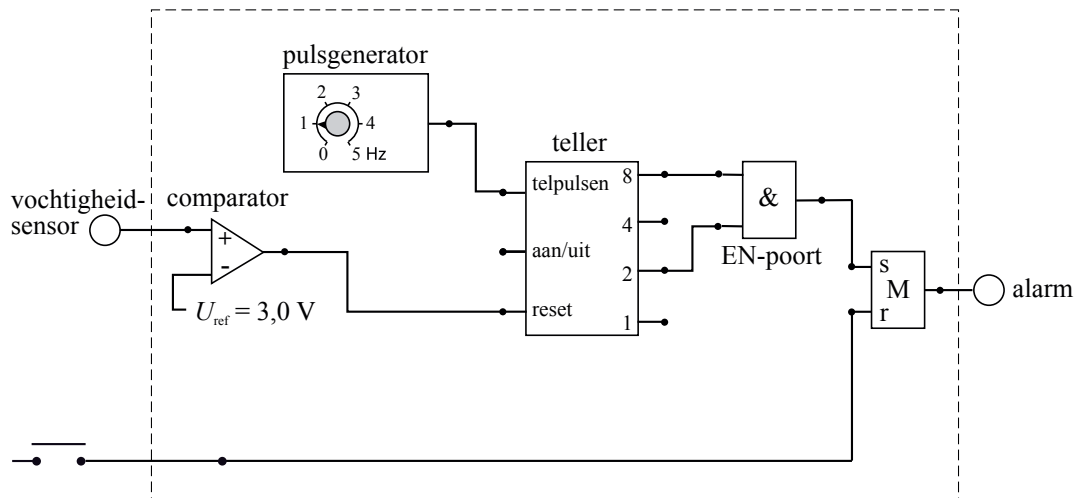 pulsgenerator
2 3
1 4
0 5 Hz
teller
vochtigheid-
sensor
comparator
telpulsen
8
&
+
-
aan/uit
4
EN-poort
2
s
M
r
alarm
Uref = 3,0 V
reset
1